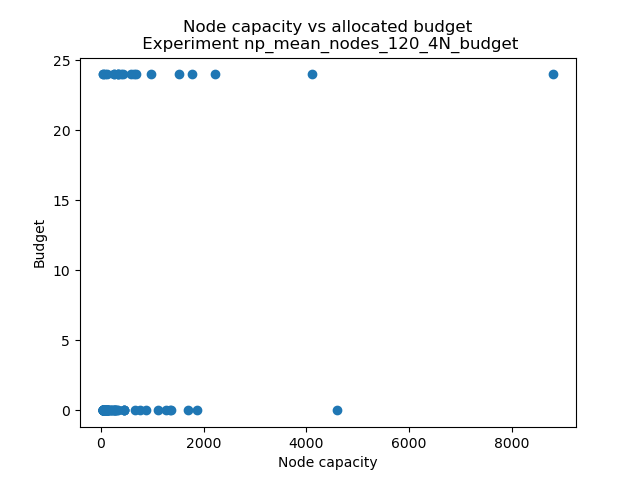 Node capacity vs allocated budget
Experiment np_mean_nodes_120_4N_budget
25
20
15
10
5
0
Budget
0 2000 4000 6000 8000
Node capacity